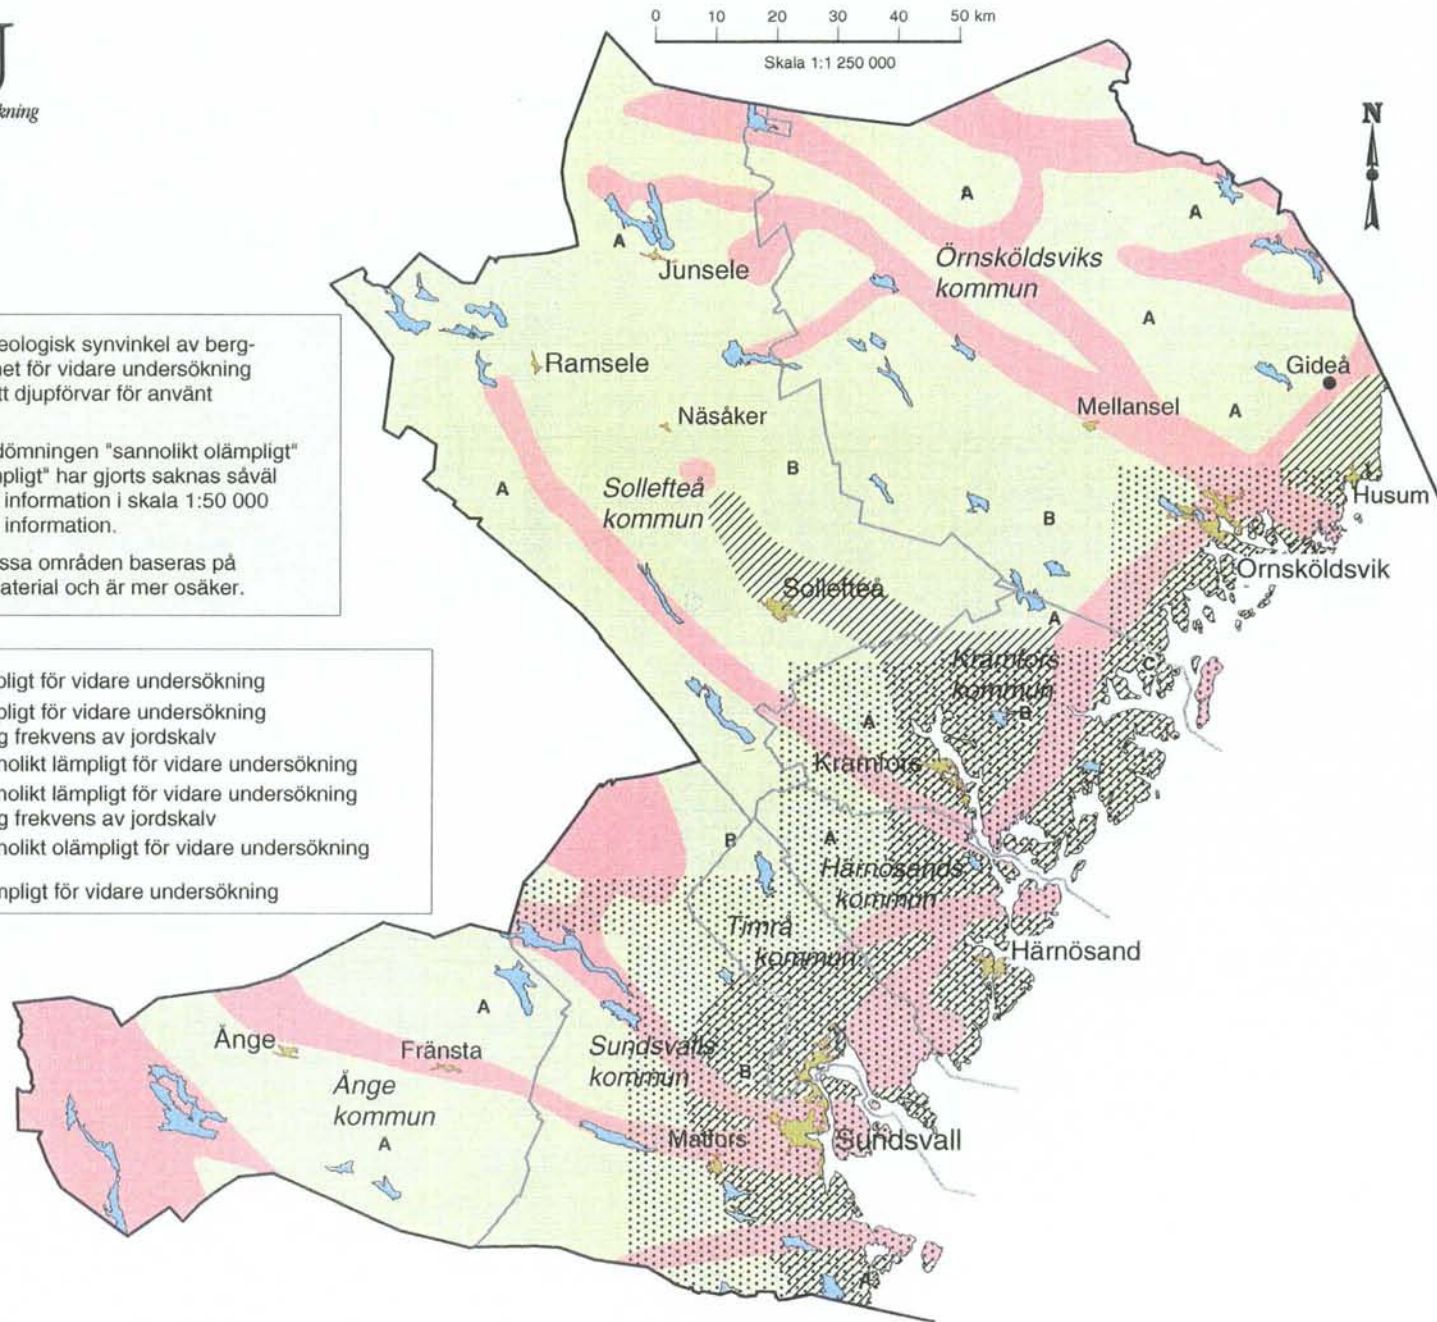 0 10 20 30 40 50 km
Skala 1:1 250 000
kning
N
eologisk synvinkel av berg-
net för vidare undersökning
tt djupförvar för använt
dömningen "sannolikt olämpligt"
npligt" har gjorts saknas såväl
information i skala 1:50 000
information.
ssa områden baseras på
aterial och är mer osäker.
pligt för vidare undersökning
pligt för vidare undersökning
g frekvens av jordskalv
nolikt lämpligt för vidare undersökning
nolikt lämpligt för vidare undersökning
g frekvens av jordskalv
nolikt olämpligt för vidare undersökning
mpligt för vidare undersökning
A
A
A
Junsele
Örnsköldsviks
kommun
A
Ramsele
Gideå
Näsåker
Mellansel
A
B
A
Sollefteå
kommun
Husum
B
Örnsköldsvik
Sollefteå
A
Kramfors
kommun
C
B
A
Kramfors
B
A
Härnösands
kommun
Timrå
kommun
Härnösand
A
Ånge
Fränsta
Sundsvalls
kommun
B
Ånge
kommun
A
Matfors
Sundsvall
A